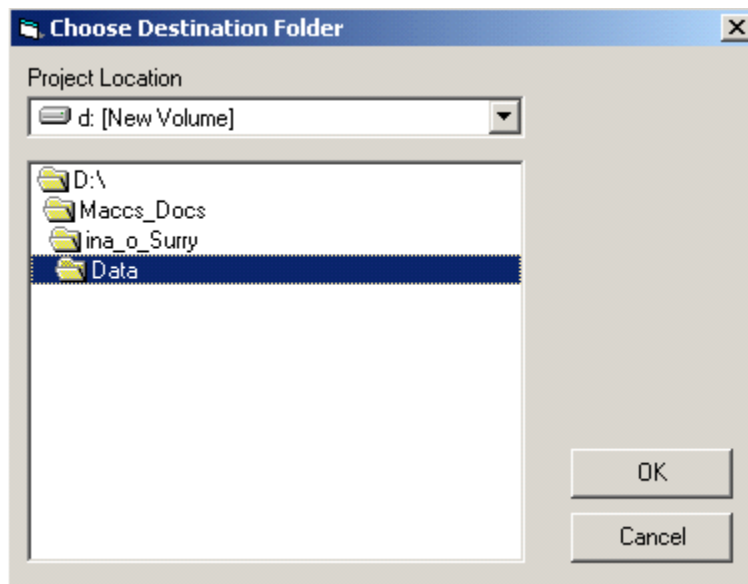 Choose Destination Folder
Project Location
d: [New Volume]
D:\
Maccs_Docs
ina_o_Surry
Data
OK
Cancel